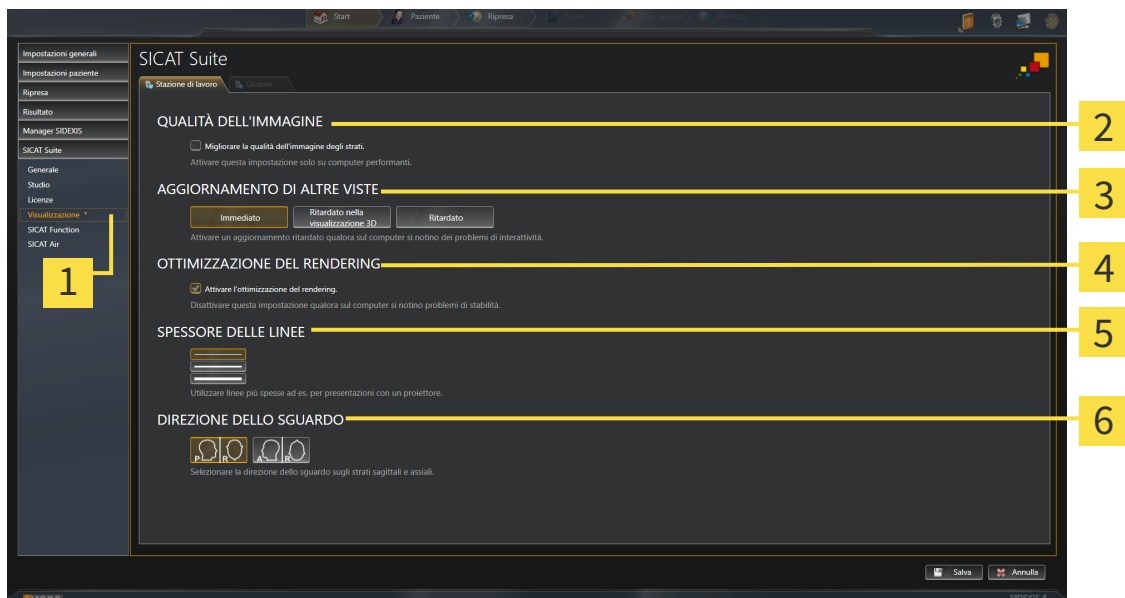 Start
Paziente
Ripresa
Impostazioni generali
Impostazioni paziente
Ripresa
Risultato
Manager SIDEXIS
SICAT Suite
Generale
Studio
Licenze
Visualizzazione *
SICAT Function
SICAT Air
SICAT Suite
Stazione di lavoro
Globale
QUALITÀ DELL'IMMAGINE
Migliorare la qualità dell'immagine degli strati.
Attivare questa impostazione solo su computer performanti.
AGGIORNAMENTO DI ALTRE VISTE
Immediato
Ritardato nella
visualizzazione 3D
Ritardato
Attivare un aggiornamento ritardato qualora sul computer si notino dei problemi di interattività.
OTTIMIZZAZIONE DEL RENDERING
Attivare l'ottimizzazione del rendering.
Disattivare questa impostazione qualora sul computer si notino problemi di stabilità.
SPESSORE DELLE LINEE
Utilizzare linee più spesse ad es. per presentazioni con un proiettore.
DIREZIONE DELLO SGUARDO
P R
A R
Selezionare la direzione dello sguardo sugli strati sagittali e assiali.
Salva
Annulla
1
2
3
4
5
6